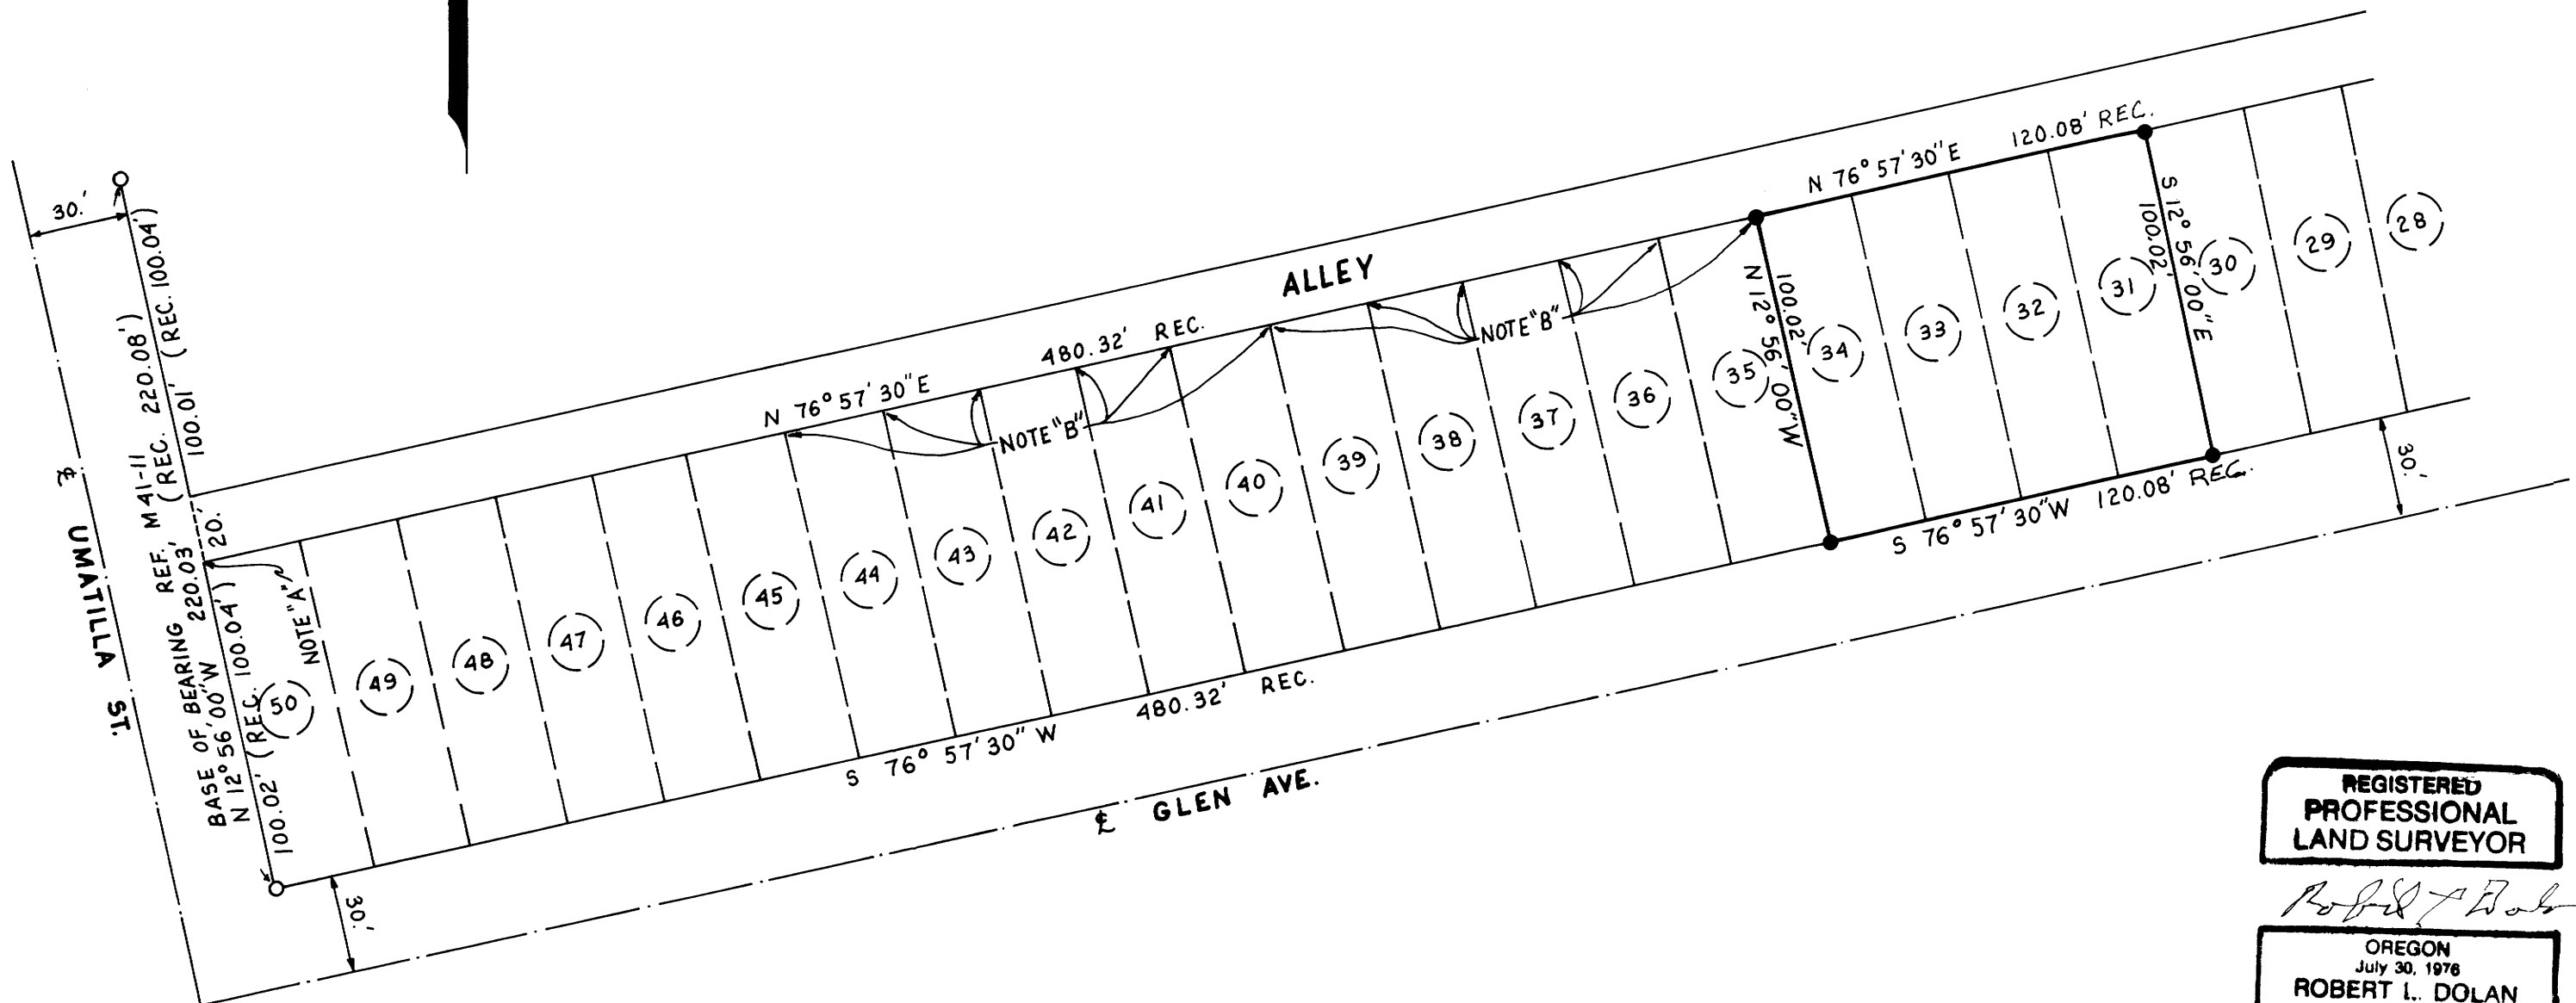 30.'
100.01' (REC. 100.04')
BASE OF BEARING REF. M41-11
N 12° 56' 00" W 220.03' (REC. 220.08')
20.'
100.02' (REC. 100.04')
NOTE "A"
℄ UMATILLA ST.
30.'
ALLEY
N 76° 57' 30" E 480.32' REC.
NOTE "B"
NOTE "B"
N 76° 57' 30" E 120.08' REC.
N 12° 56' 00" W
100.02'
S 12° 56' 00" E
100.02'
50
49
48
47
46
45
44
43
42
41
40
39
38
37
36
35
34
33
32
31
30
29
28
S 76° 57' 30" W 480.32' REC.
S 76° 57' 30" W 120.08' REC.
30.'
℄ GLEN AVE.
REGISTERED
PROFESSIONAL
LAND SURVEYOR
OREGON
July 30, 1976
ROBERT L. DOLAN